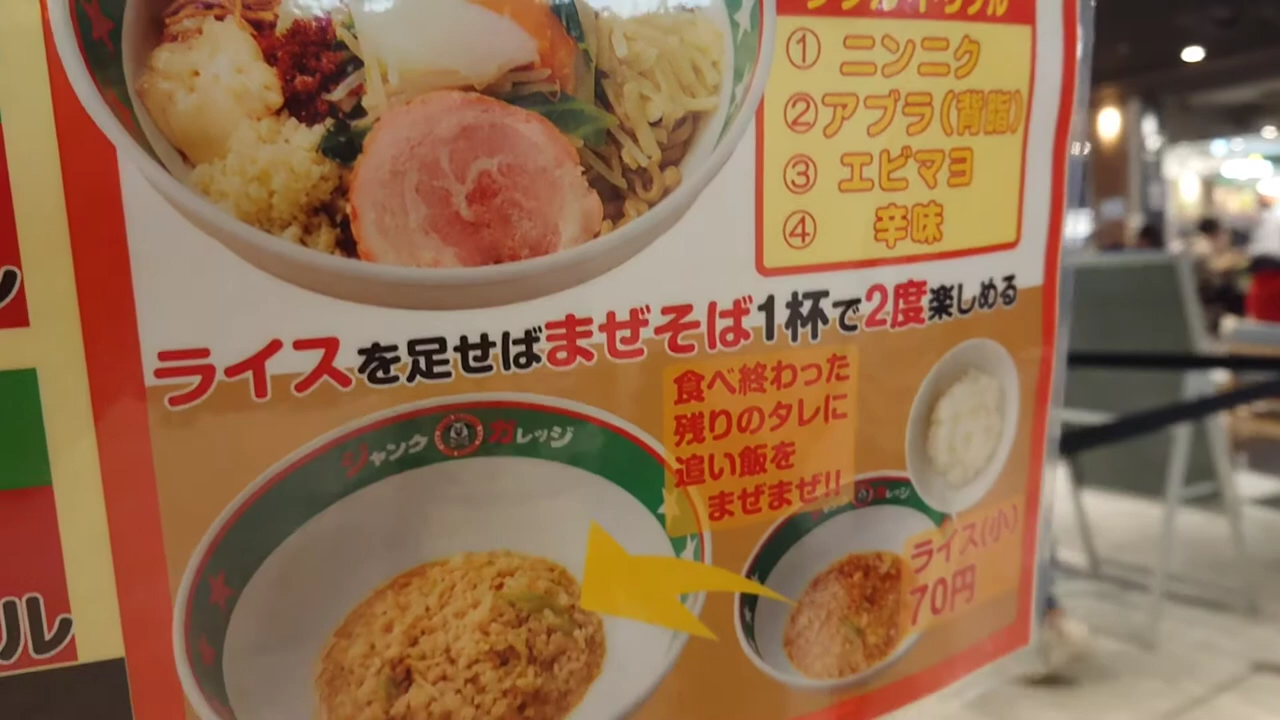 ① ニンニク
② アブラ(背脂)
③ エビマヨ
④ 辛味
ライスを足せばまぜそば1杯で2度楽しめる
食べ終わった
残りのタレに
追い飯を
まぜまぜ!!
ジャンク ガレッジ
ライス(小)
70円
ル